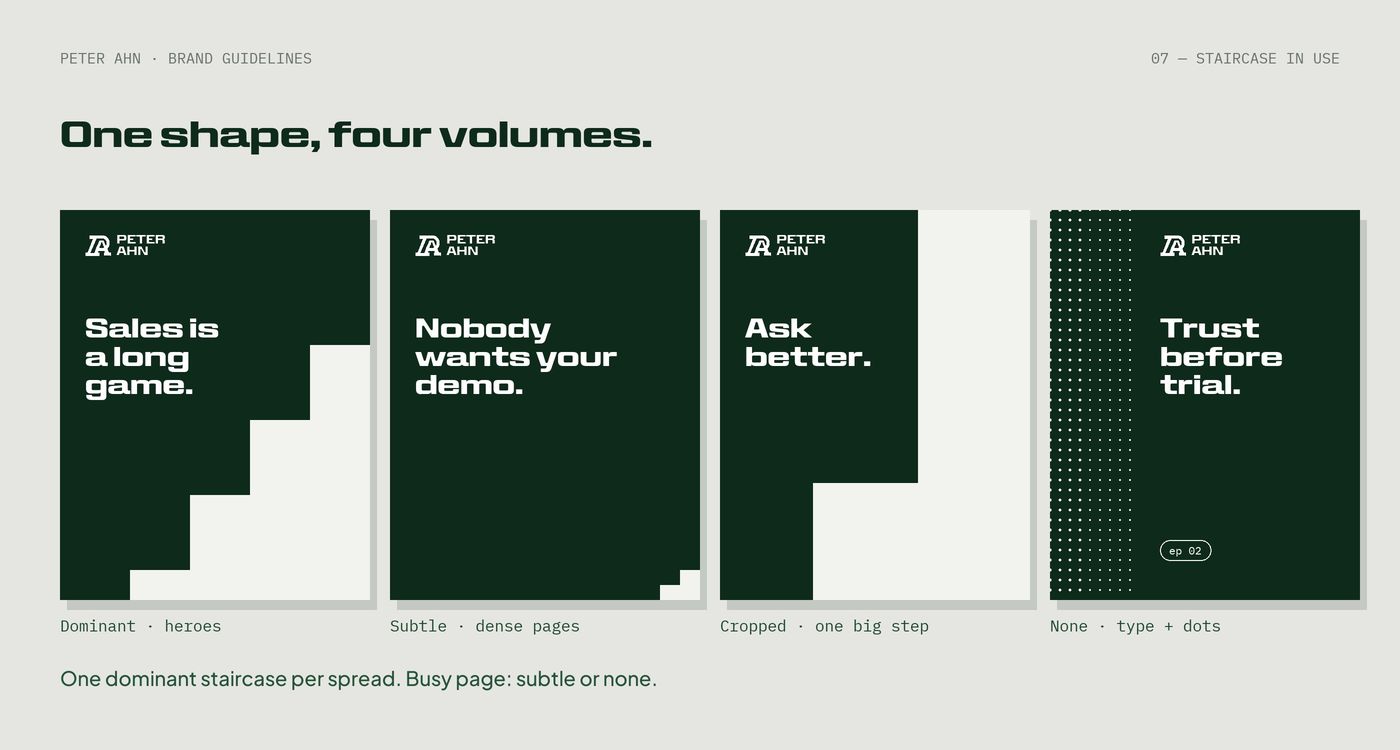 PETER AHN · BRAND GUIDELINES
07 — STAIRCASE IN USE
One shape, four volumes.
PETER
AHN
Sales is
a long
game.
PETER
AHN
Nobody
wants your
demo.
PETER
AHN
Ask
better.
PETER
AHN
Trust
before
trial.
ep 02
Dominant · heroes
Subtle · dense pages
Cropped · one big step
None · type + dots
One dominant staircase per spread. Busy page: subtle or none.